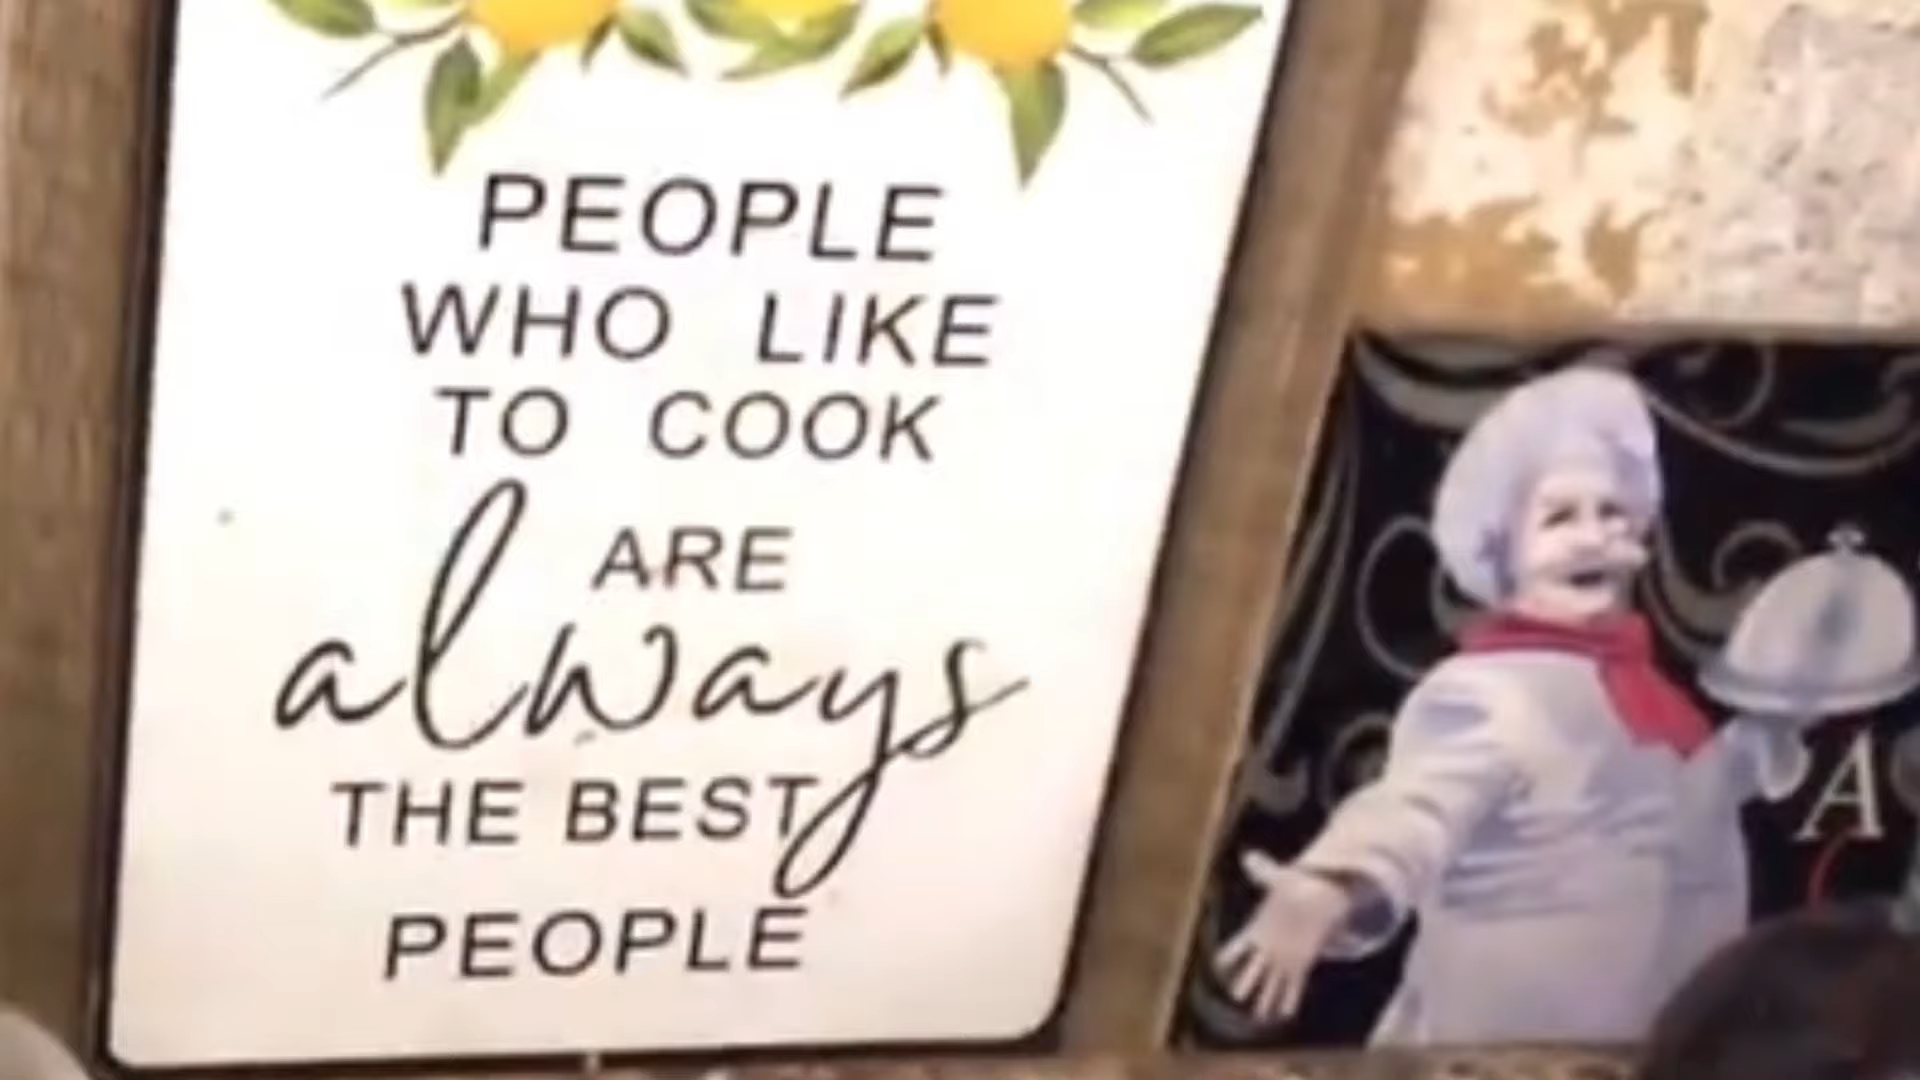 PEOPLE
WHO LIKE
TO COOK
ARE
always
THE BEST
PEOPLE
A